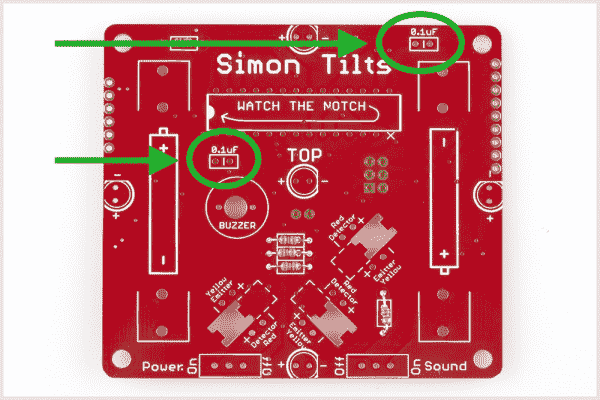 0.1uF
Simon Tilts
WATCH THE NOTCH
0.1uF
TOP
+
-
+
-
BUZZER
Red
Detector
+
Emitter
Yellow
Yellow
Emitter
+
Detector
Red
Red
Detector
+
Emitter
Yellow
Power
On
Off
Off
On
Sound